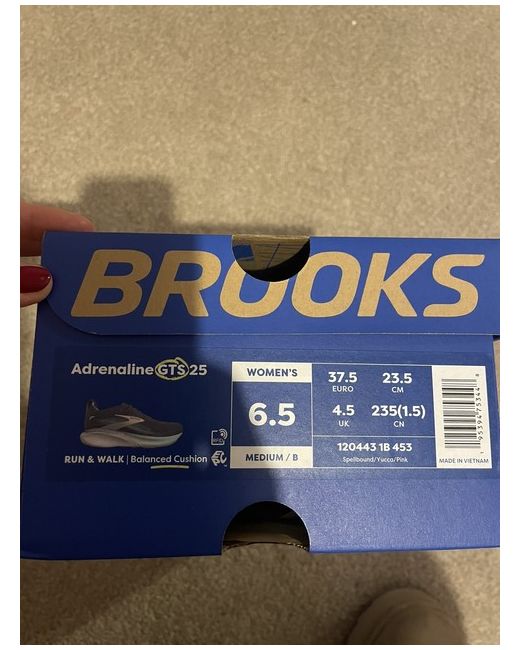 BROOKS
Adrenaline GTS 25
WOMEN'S
6.5
MEDIUM / B
37.5
EURO
23.5
CM
4.5
UK
235(1.5)
CN
120443 1B 453
Spellbound/Yucca/Pink
RUN & WALK | Balanced Cushion
MADE IN VIETNAM